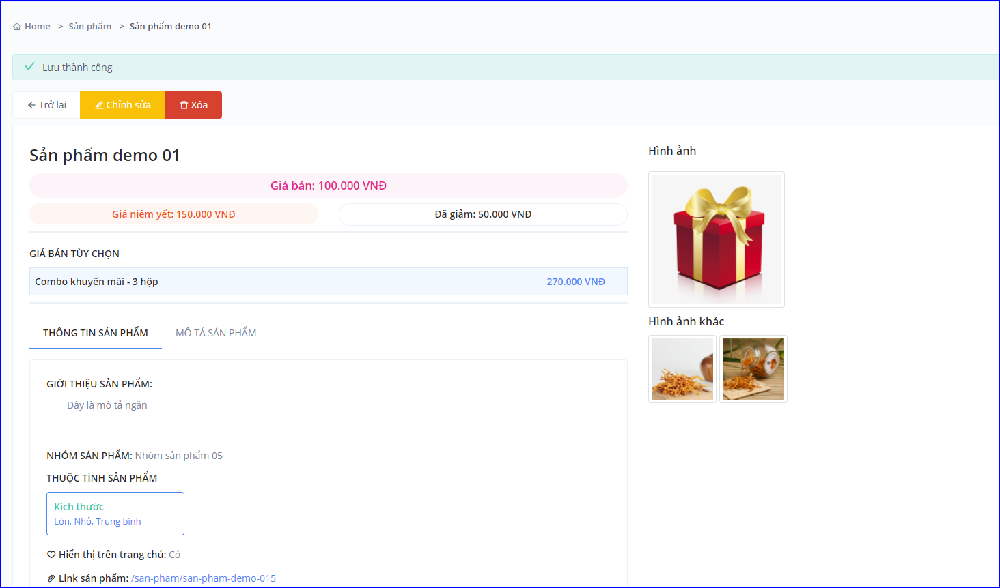 Home > Sản phẩm > Sản phẩm demo 01
Lưu thành công
Trở lại
Chỉnh sửa
Xóa
Sản phẩm demo 01
Giá bán: 100.000 VNĐ
Giá niêm yết: 150.000 VNĐ
Đã giảm: 50.000 VNĐ
GIÁ BÁN TÙY CHỌN
Combo khuyến mãi - 3 hộp
270.000 VNĐ
THÔNG TIN SẢN PHẨM
MÔ TẢ SẢN PHẨM
GIỚI THIỆU SẢN PHẨM:
Đây là mô tả ngắn
NHÓM SẢN PHẨM: Nhóm sản phẩm 05
THUỘC TÍNH SẢN PHẨM
Kích thước
Lớn, Nhỏ, Trung bình
Hiển thị trên trang chủ: Có
Link sản phẩm: /san-pham/san-pham-demo-015
Hình ảnh
Hình ảnh khác